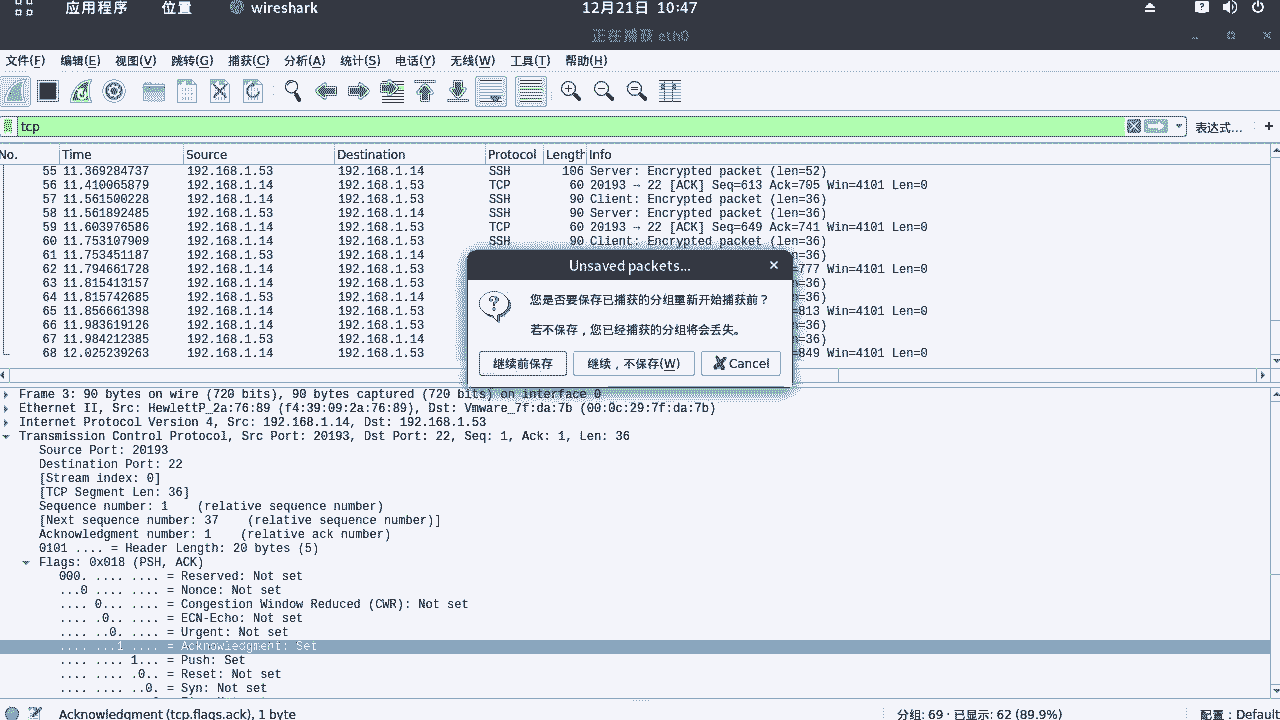 应用程序 位置 wireshark 12月21日 10:47
正在捕获 eth0
文件(F) 编辑(E) 视图(V) 跳转(G) 捕获(C) 分析(A) 统计(S) 电话(Y) 无线(W) 工具(T) 帮助(H)
tcp 表达式… +
No. Time Source Destination Protocol Length Info
55 11.369284737 192.168.1.53 192.168.1.14 SSH 106 Server: Encrypted packet (len=52)
56 11.410065879 192.168.1.14 192.168.1.53 TCP 60 20193 → 22 [ACK] Seq=613 Ack=705 Win=4101 Len=0
57 11.561500228 192.168.1.14 192.168.1.53 SSH 90 Client: Encrypted packet (len=36)
58 11.561892485 192.168.1.53 192.168.1.14 SSH 90 Server: Encrypted packet (len=36)
59 11.603976586 192.168.1.14 192.168.1.53 TCP 60 20193 → 22 [ACK] Seq=649 Ack=741 Win=4101 Len=0
60 11.753107909 192.168.1.14 192.168.1.53 SSH 90 Client: Encrypted packet (len=36)
61 11.753451187 192.168.1.53 192.168.1.14 =36)
62 11.794661728 192.168.1.14 192.168.1.53 =777 Win=4101 Len=0
63 11.815413157 192.168.1.14 192.168.1.53 =36)
64 11.815742685 192.168.1.53 192.168.1.14 =36)
65 11.856661398 192.168.1.14 192.168.1.53 =813 Win=4101 Len=0
66 11.983619126 192.168.1.14 192.168.1.53 =36)
67 11.984212385 192.168.1.53 192.168.1.14 =36)
68 12.025239263 192.168.1.14 192.168.1.53 =849 Win=4101 Len=0
Unsaved packets...
您是否要保存已捕获的分组重新开始捕获前？
若不保存，您已经捕获的分组将会丢失。
继续前保存 继续，不保存(W) Cancel
Frame 3: 90 bytes on wire (720 bits), 90 bytes captured (720 bits) on interface 0
Ethernet II, Src: HewlettP_2a:76:89 (f4:39:09:2a:76:89), Dst: Vmware_7f:da:7b (00:0c:29:7f:da:7b)
Internet Protocol Version 4, Src: 192.168.1.14, Dst: 192.168.1.53
Transmission Control Protocol, Src Port: 20193, Dst Port: 22, Seq: 1, Ack: 1, Len: 36
Source Port: 20193
Destination Port: 22
[Stream index: 0]
[TCP Segment Len: 36]
Sequence number: 1 (relative sequence number)
[Next sequence number: 37 (relative sequence number)]
Acknowledgment number: 1 (relative ack number)
0101 .... = Header Length: 20 bytes (5)
Flags: 0x018 (PSH, ACK)
000. .... .... = Reserved: Not set
...0 .... .... = Nonce: Not set
.... 0... .... = Congestion Window Reduced (CWR): Not set
.... .0.. .... = ECN-Echo: Not set
.... ..0. .... = Urgent: Not set
.... ...1 .... = Acknowledgment: Set
.... .... 1... = Push: Set
.... .... .0.. = Reset: Not set
.... .... ..0. = Syn: Not set
Acknowledgment (tcp.flags.ack), 1 byte 分组: 69 · 已显示: 62 (89.9%) 配置：Default